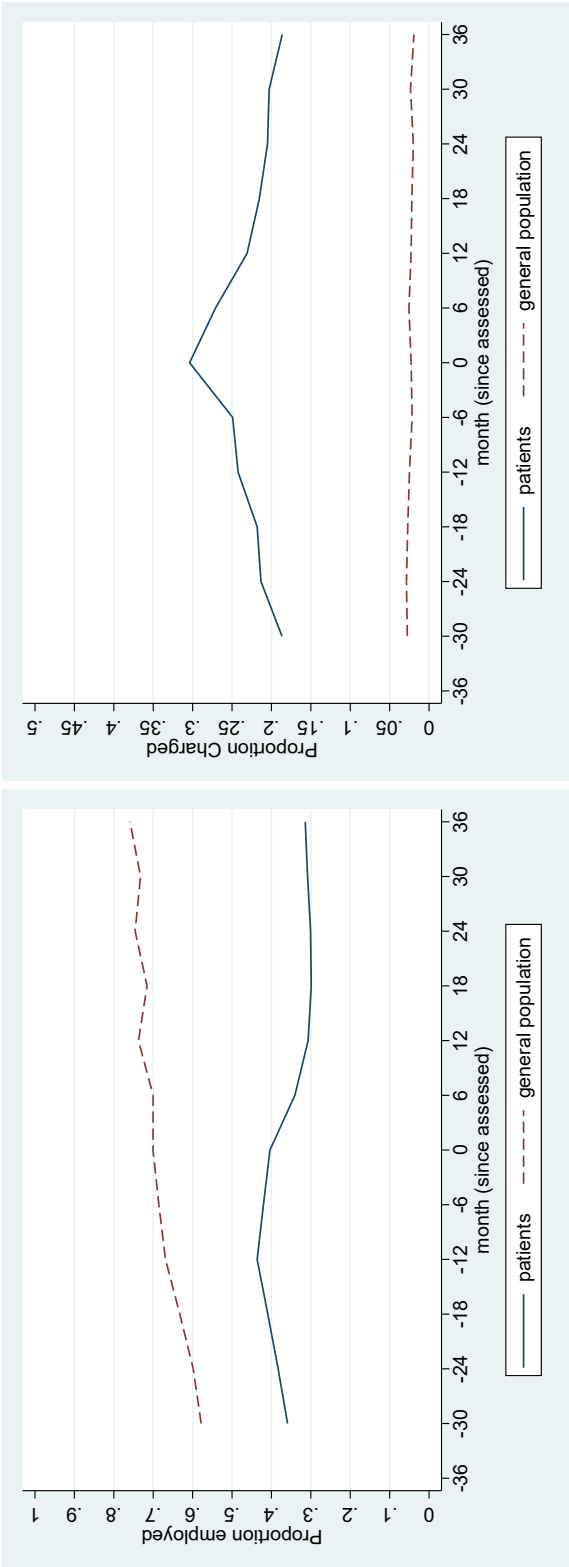 Proportion employed
1
.9
.8
.7
.6
.5
.4
.3
.2
.1
0
-36 -30 -24 -18 -12 -6 0 6 12 18 24 30 36
month (since assessed)
patients general population
Proportion Charged
.5
.45
.4
.35
.3
.25
.2
.15
.1
.05
0
-36 -30 -24 -18 -12 -6 0 6 12 18 24 30 36
month (since assessed)
patients general population